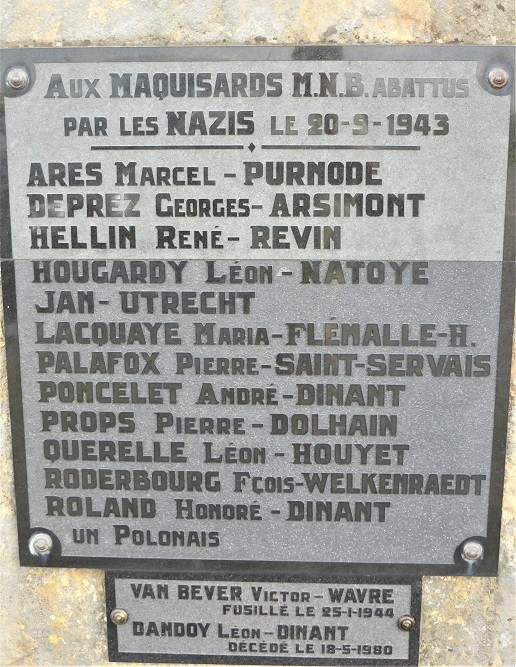 Aux MAQUISARDS M.N.B. ABATTUS
PAR LES NAZIS LE 20-9-1943
ARES MARCEL - PURNODE
DEPREZ GEORGES - ARSIMONT
HELLIN RENÉ - REVIN
HOUGARDY LÉON - NATOYE
JAN - UTRECHT
LACQUAYE MARIA - FLÉMALLE-H.
PALAFOX PIERRE - SAINT-SERVAIS
PONCELET ANDRÉ - DINANT
PROPS PIERRE - DOLHAIN
QUERELLE LÉON - HOUYET
RODERBOURG FÇOIS - WELKENRAEDT
ROLAND HONORÉ - DINANT
UN POLONAIS
VAN BEVER VICTOR - WAVRE
FUSILLÉ LE 25-1-1944
DANDOY LÉON - DINANT
DÉCÉDÉ LE 18-5-1980